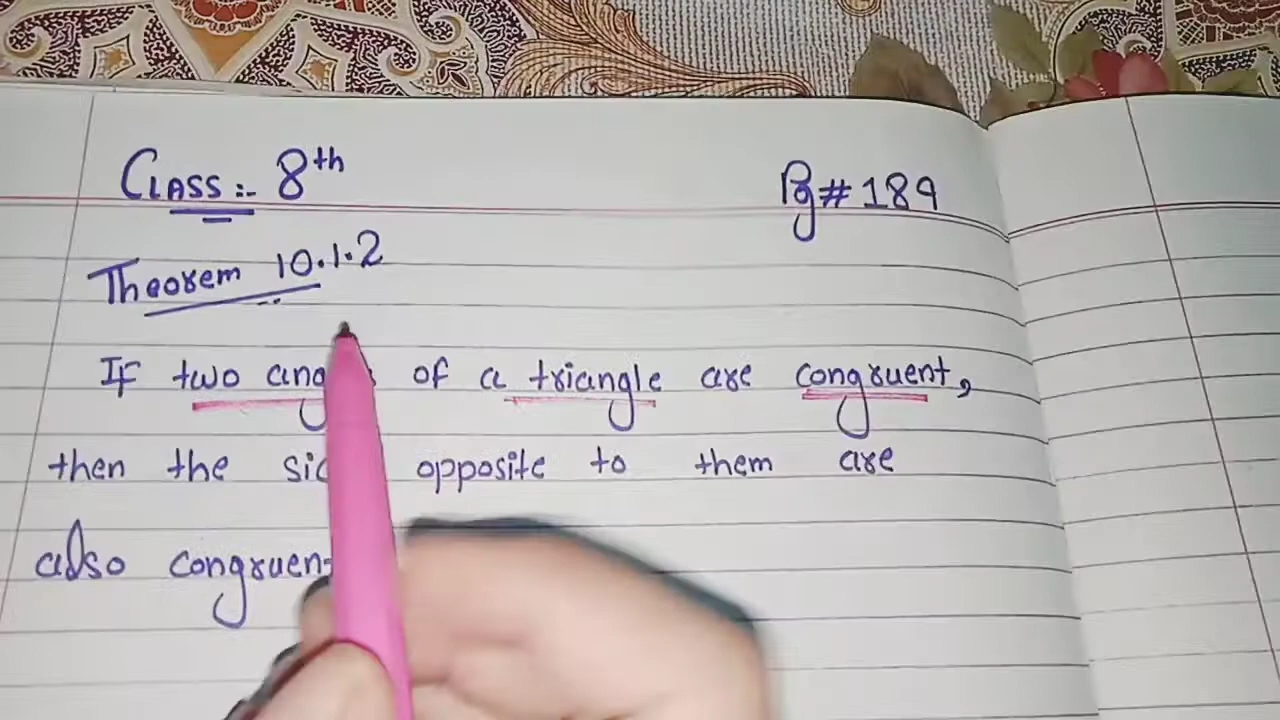 Class :- 8th
Pg # 189
Theorem 10.1.2
If two of a triangle are congruent,
then the opposite to them are
also